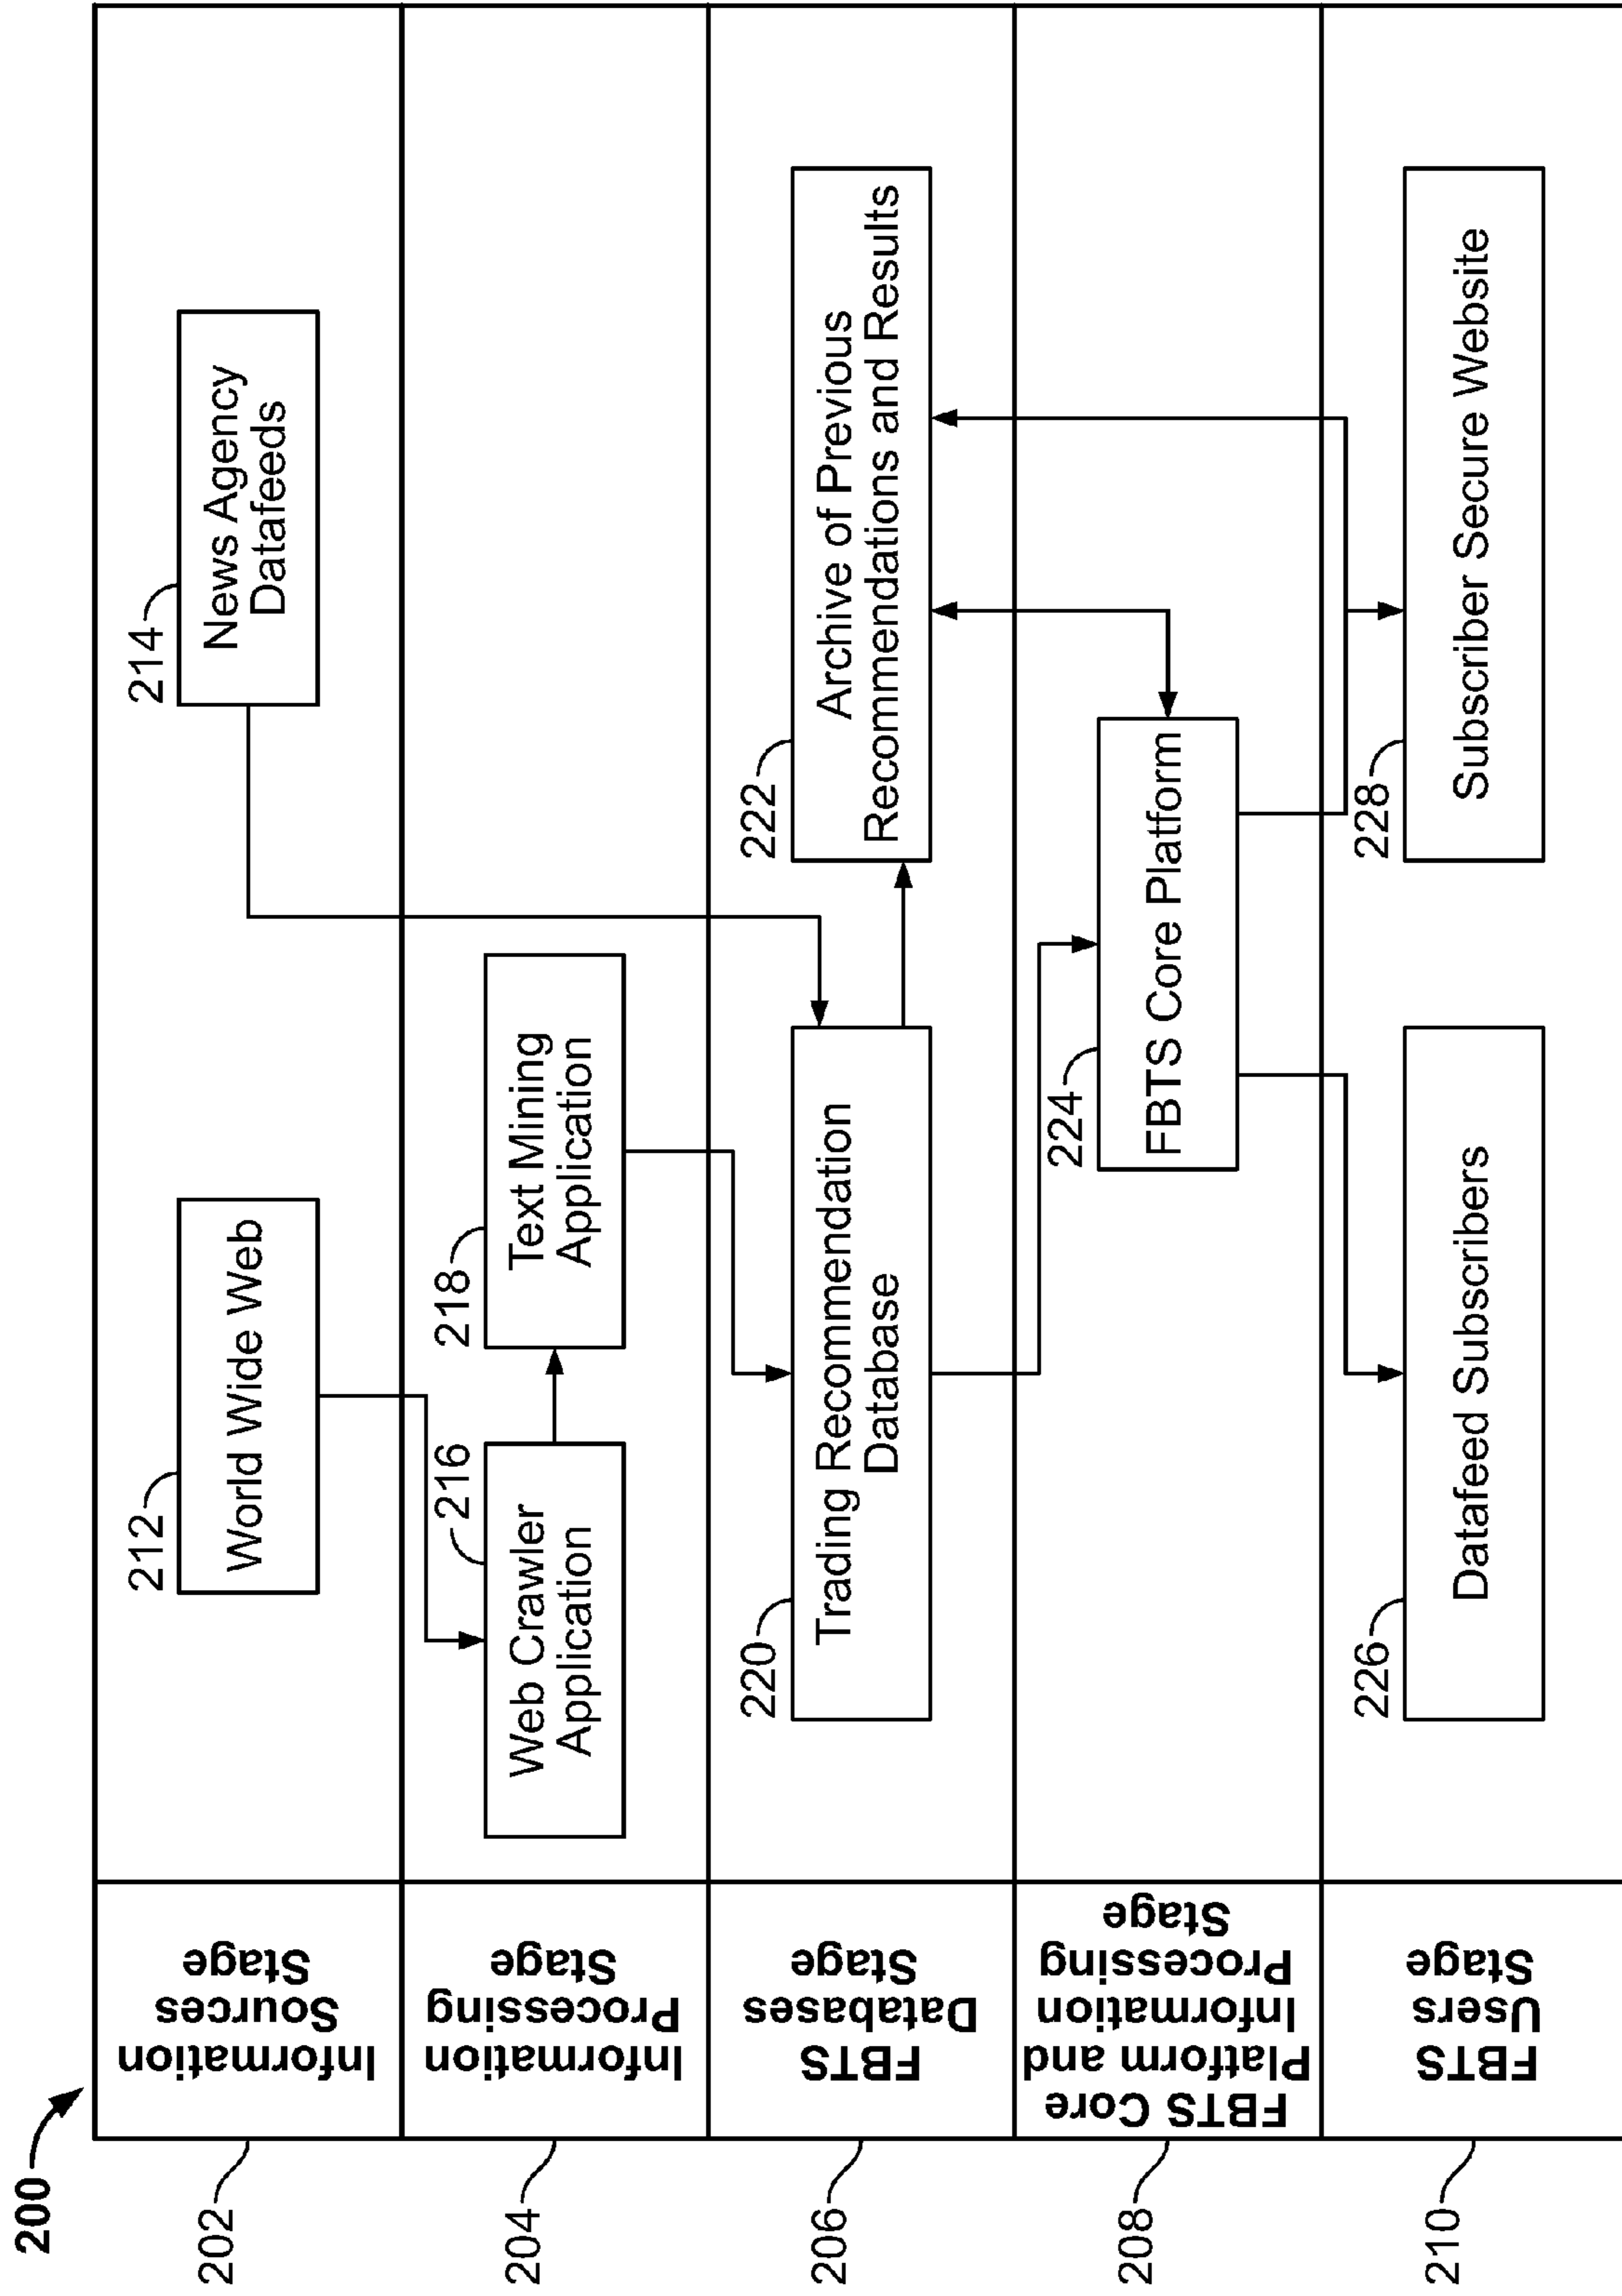 200
202
Information
Sources
Stage
212
World Wide Web
214
News Agency
Datafeeds
204
Information
Processing
Stage
216
Web Crawler
Application
218
Text Mining
Application
206
FBTS
Databases
Stage
220
Trading Recommendation
Database
222
Archive of Previous
Recommendations and Results
208
FBTS Core
Platform and
Information
Processing
Stage
224
FBTS Core Platform
210
FBTS
Users
Stage
226
Datafeed Subscribers
228
Subscriber Secure Website